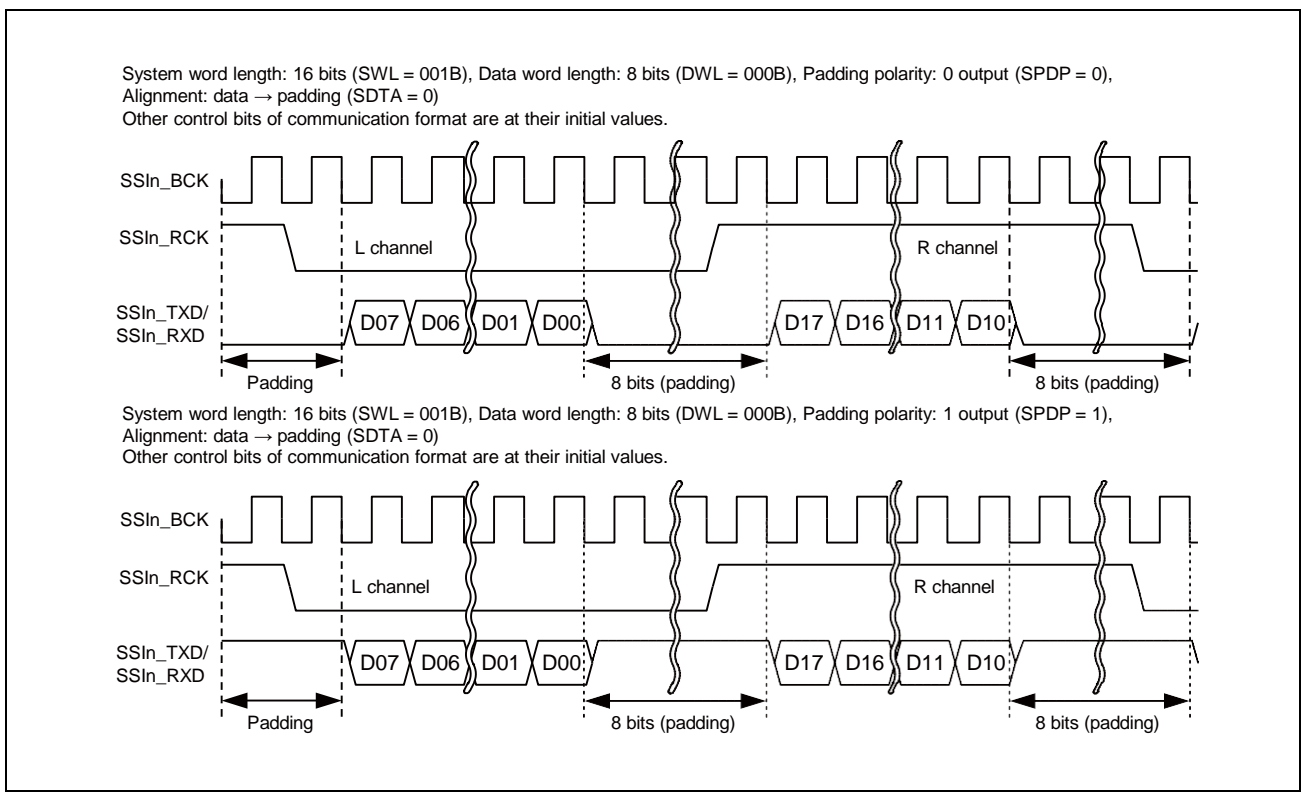 System word length: 16 bits (SWL = 001B), Data word length: 8 bits (DWL = 000B), Padding polarity: 0 output (SPDP = 0),
Alignment: data → padding (SDTA = 0)
Other control bits of communication format are at their initial values.
SSIn_BCK
SSIn_RCK
L channel
R channel
SSIn_TXD/
SSIn_RXD
D07 D06 D01 D00 D17 D16 D11 D10
Padding 8 bits (padding) 8 bits (padding)
System word length: 16 bits (SWL = 001B), Data word length: 8 bits (DWL = 000B), Padding polarity: 1 output (SPDP = 1),
Alignment: data → padding (SDTA = 0)
Other control bits of communication format are at their initial values.
SSIn_BCK
SSIn_RCK
L channel
R channel
SSIn_TXD/
SSIn_RXD
D07 D06 D01 D00 D17 D16 D11 D10
Padding 8 bits (padding) 8 bits (padding)